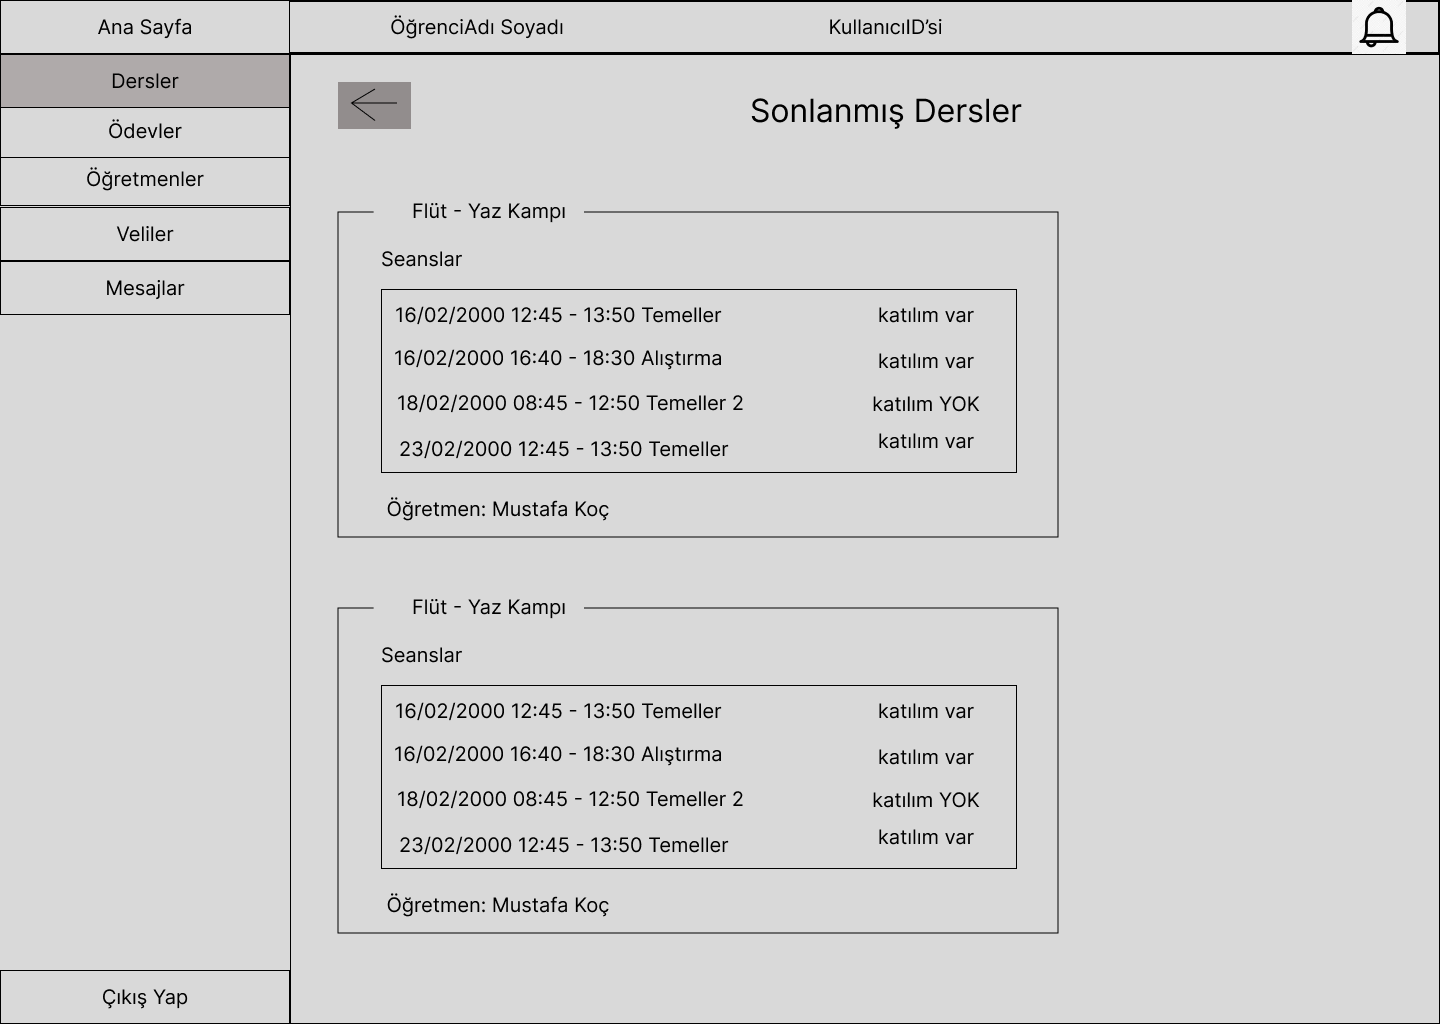 Ana Sayfa
ÖğrenciAdı Soyadı
KullanıcıID’si
Dersler
Ödevler
Öğretmenler
Veliler
Mesajlar
Çıkış Yap
Sonlanmış Dersler
Flüt - Yaz Kampı
Seanslar
16/02/2000 12:45 - 13:50 Temeller katılım var
16/02/2000 16:40 - 18:30 Alıştırma katılım var
18/02/2000 08:45 - 12:50 Temeller 2 katılım YOK
23/02/2000 12:45 - 13:50 Temeller katılım var
Öğretmen: Mustafa Koç
Flüt - Yaz Kampı
Seanslar
16/02/2000 12:45 - 13:50 Temeller katılım var
16/02/2000 16:40 - 18:30 Alıştırma katılım var
18/02/2000 08:45 - 12:50 Temeller 2 katılım YOK
23/02/2000 12:45 - 13:50 Temeller katılım var
Öğretmen: Mustafa Koç